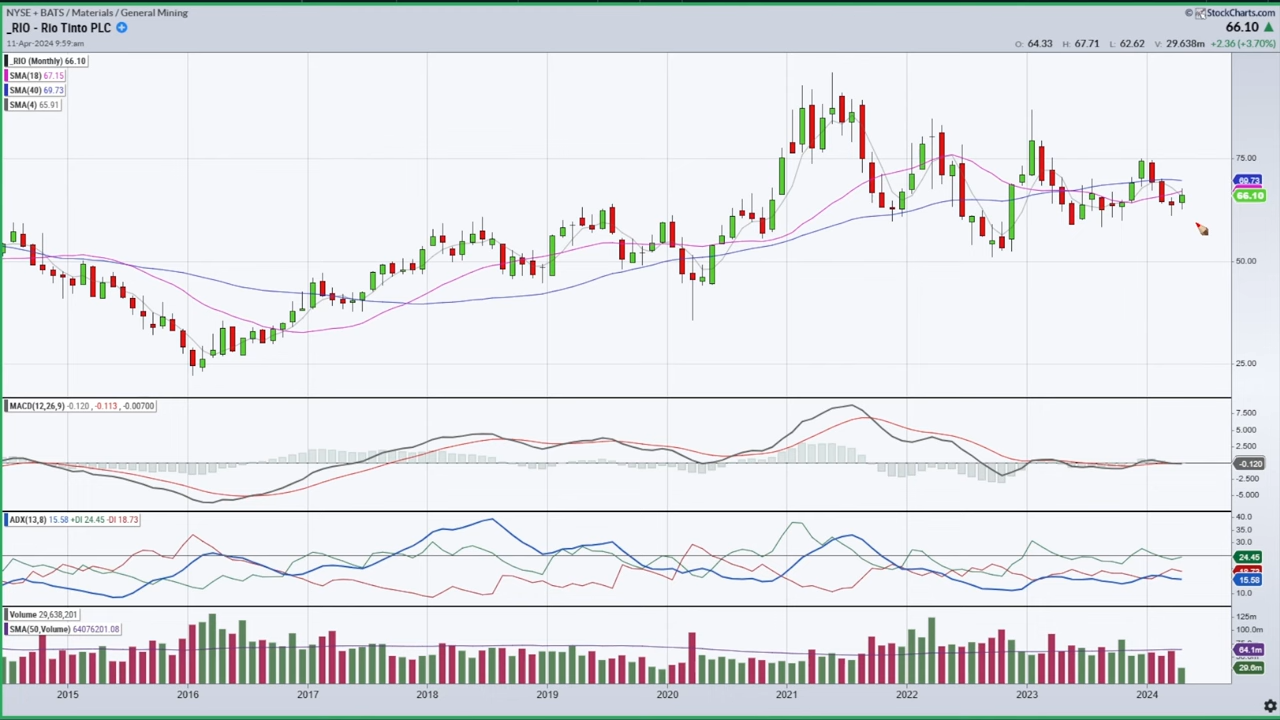 NYSE + BATS / Materials / General Mining
© StockCharts.com
_RIO - Rio Tinto PLC
66.10
11-Apr-2024 9:59am
O: 64.33 H: 67.71 L: 62.62 V: 29.638m +2.36 (+3.70%)
_RIO (Monthly) 66.10
SMA(18) 67.15
SMA(40) 69.73
SMA(4) 65.91
75.00
69.73
66.10
50.00
25.00
MACD(12,26,9) -0.120, -0.113, -0.00700
7.500
5.000
2.500
-0.120
-2.500
-5.000
ADX(13,8) 15.58 +DI 24.45 -DI 18.73
40.0
35.0
30.0
24.45
18.73
15.58
10.0
Volume 29,638,201
SMA(50,Volume) 64076201.08
125m
100.0m
64.1m
29.6m
2015 2016 2017 2018 2019 2020 2021 2022 2023 2024